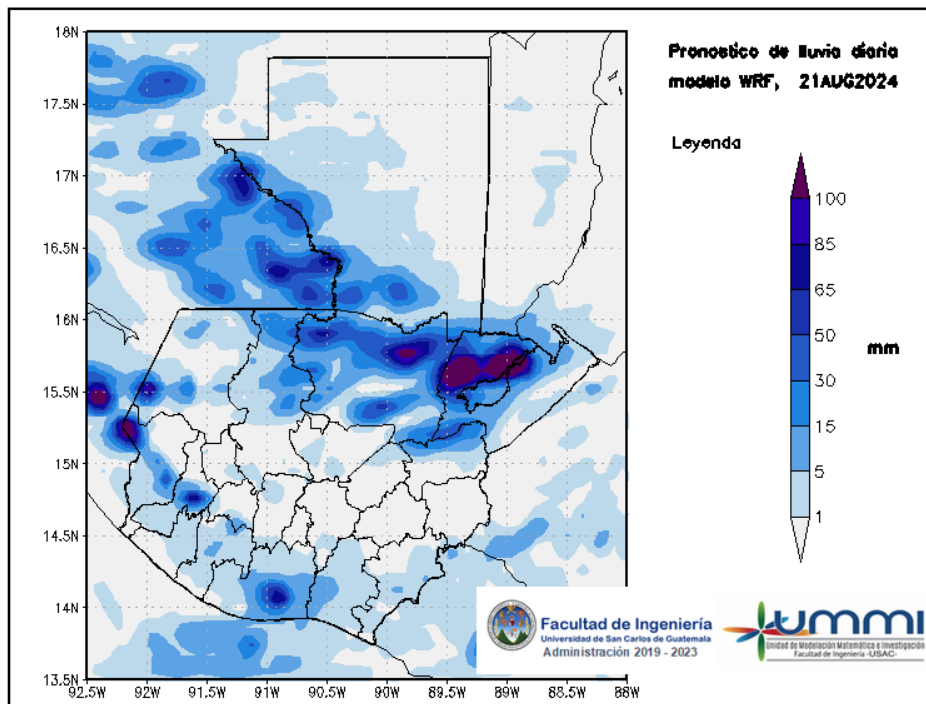 Pronostico de lluvia diaria
modelo WRF, 21AUG2024
Leyenda
100
85
65
50
30
15
5
1
mm
18N
17.5N
17N
16.5N
16N
15.5N
15N
14.5N
14N
13.5N
92.5W
92W
91.5W
91W
90.5W
90W
89.5W
89W
88.5W
88W
Facultad de Ingeniería
Universidad de San Carlos de Guatemala
Administración 2019 - 2023
UMMI
Unidad de Modelación Matemática e Investigación
Facultad de Ingeniería -USAC-